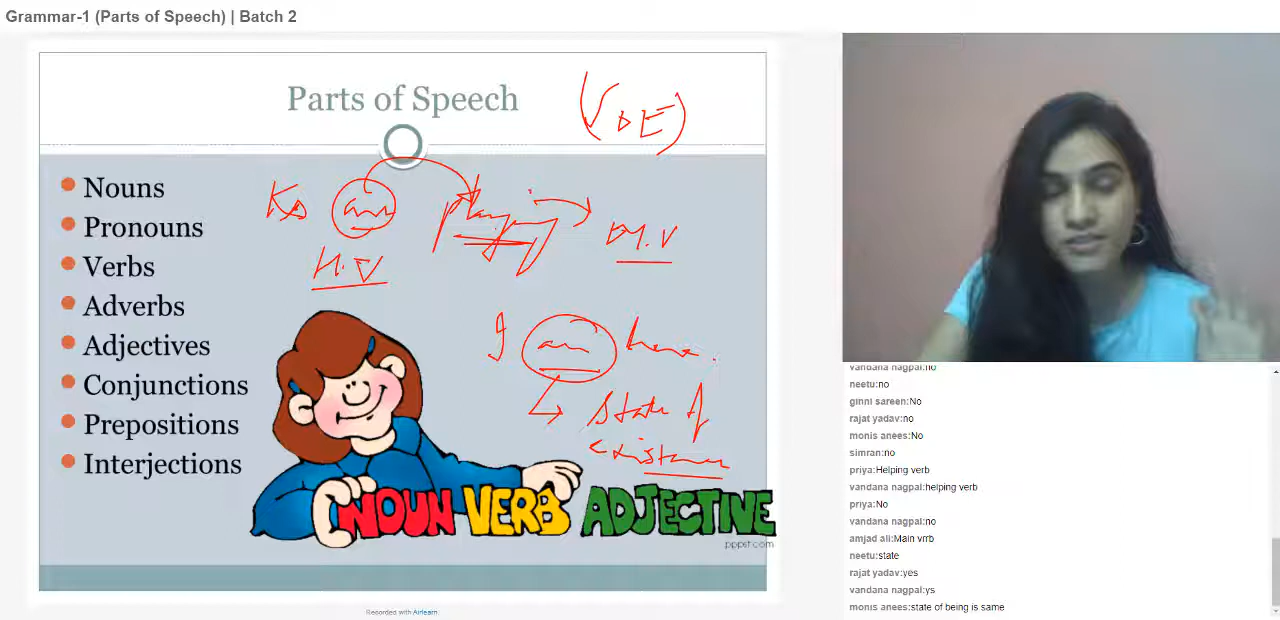 Grammar-1 (Parts of Speech) | Batch 2
Parts of Speech
Nouns
Pronouns
Verbs
Adverbs
Adjectives
Conjunctions
Prepositions
Interjections
am playing
H.V
M.V
I am here.
State of
existence
NOUN VERB ADJECTIVE
pppst.com
Recorded with Airlearn
vandana nagpal:no
neetu:no
ginni sareen:No
rajat yadav:no
monis anees:No
simran:no
priya:Helping verb
vandana nagpal:helping verb
priya:No
vandana nagpal:no
amjad ali:Main vrrb
neetu:state
rajat yadav:yes
vandana nagpal:ys
monis anees:state of being is same